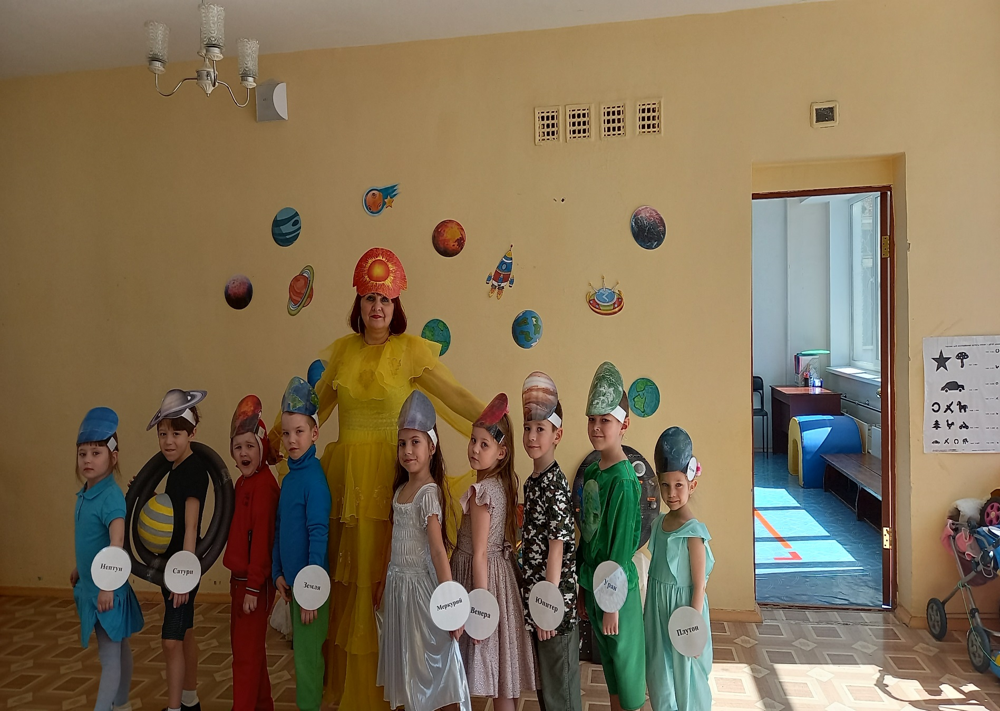 Нептун
Сатурн
Земля
Меркурий
Венера
Юпитер
Уран
Плутон